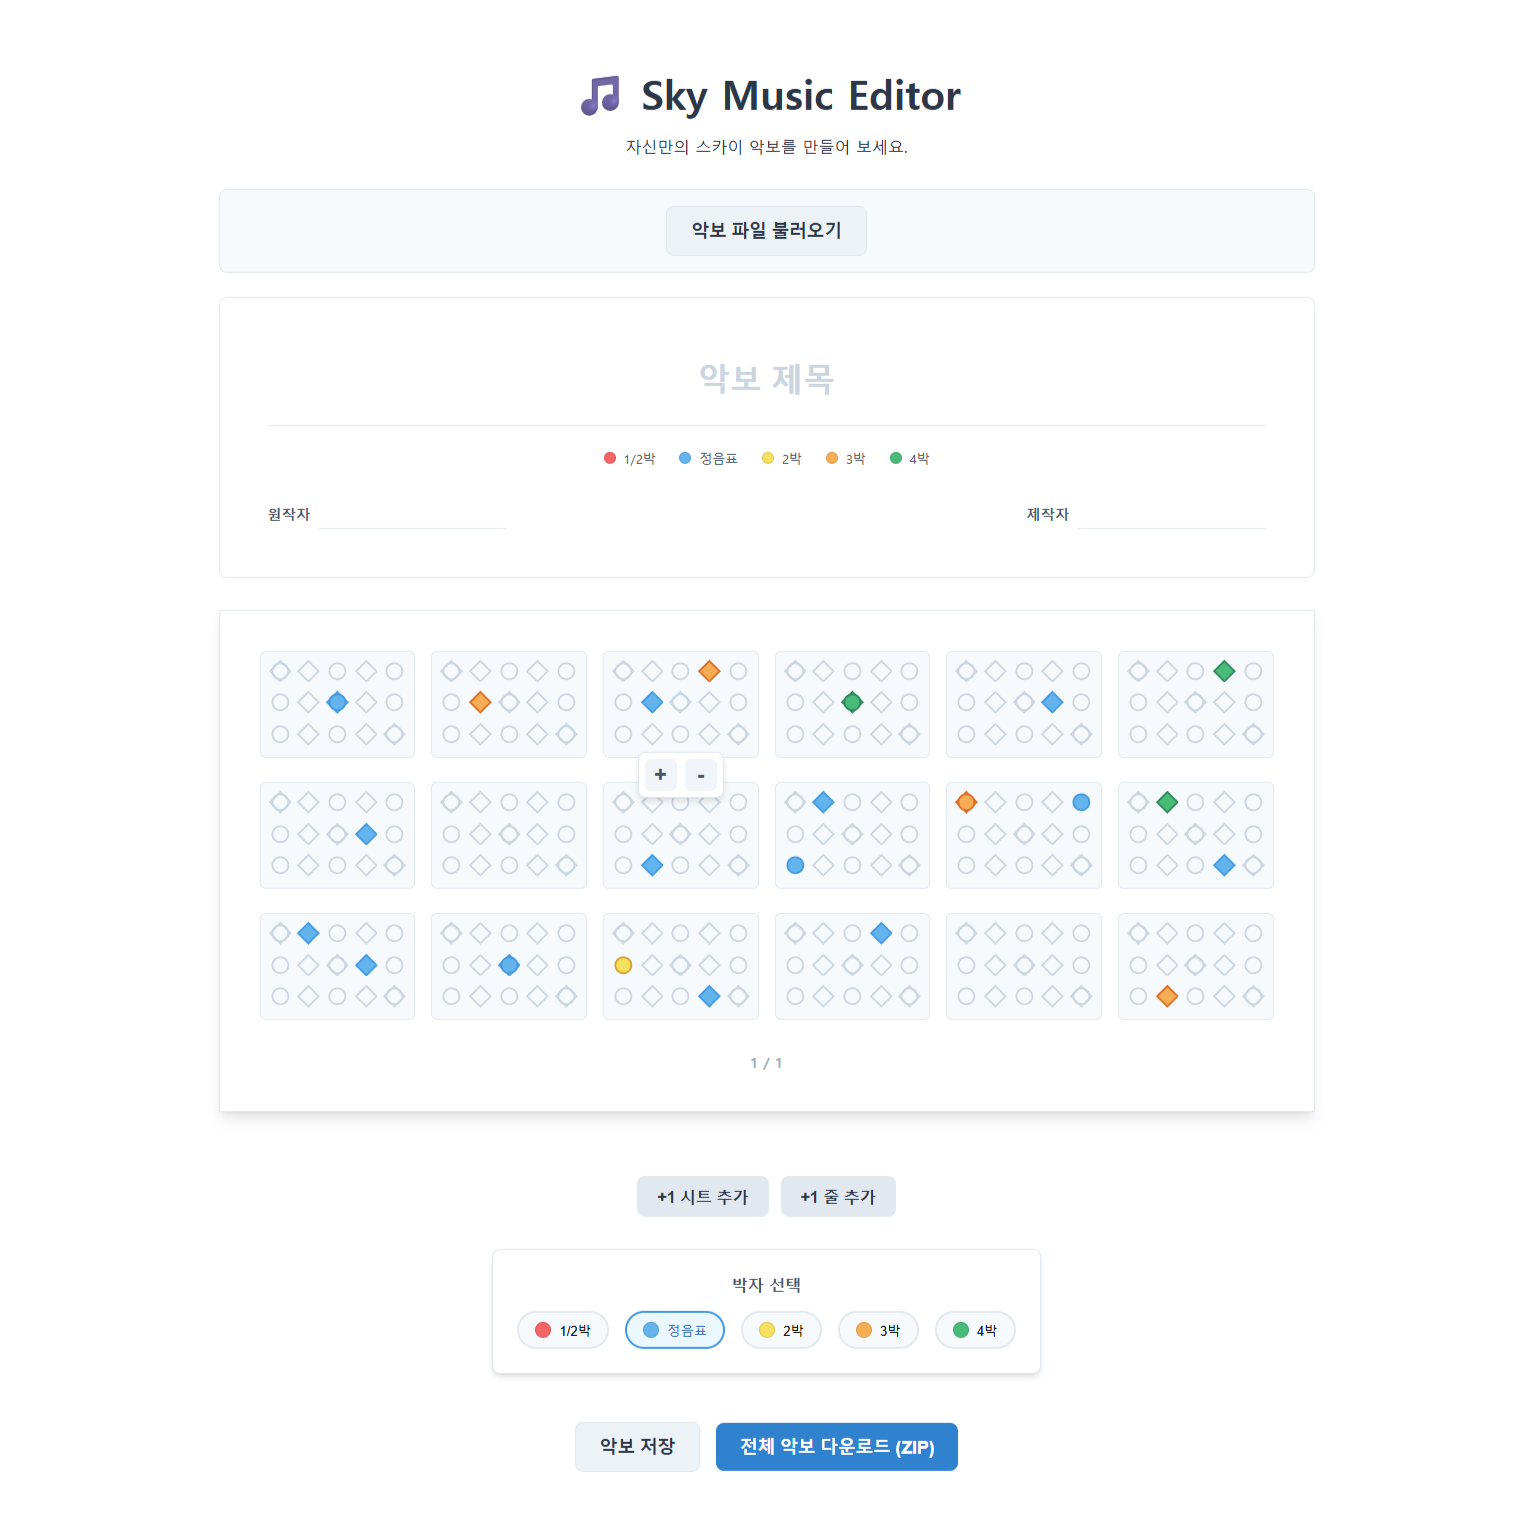 Sky Music Editor
자신만의 스카이 악보를 만들어 보세요.
악보 파일 불러오기
악보 제목
1/2박 정음표 2박 3박 4박
원작자 제작자
+ -
1 / 1
+1 시트 추가 +1 줄 추가
박자 선택
1/2박 정음표 2박 3박 4박
악보 저장 전체 악보 다운로드 (ZIP)